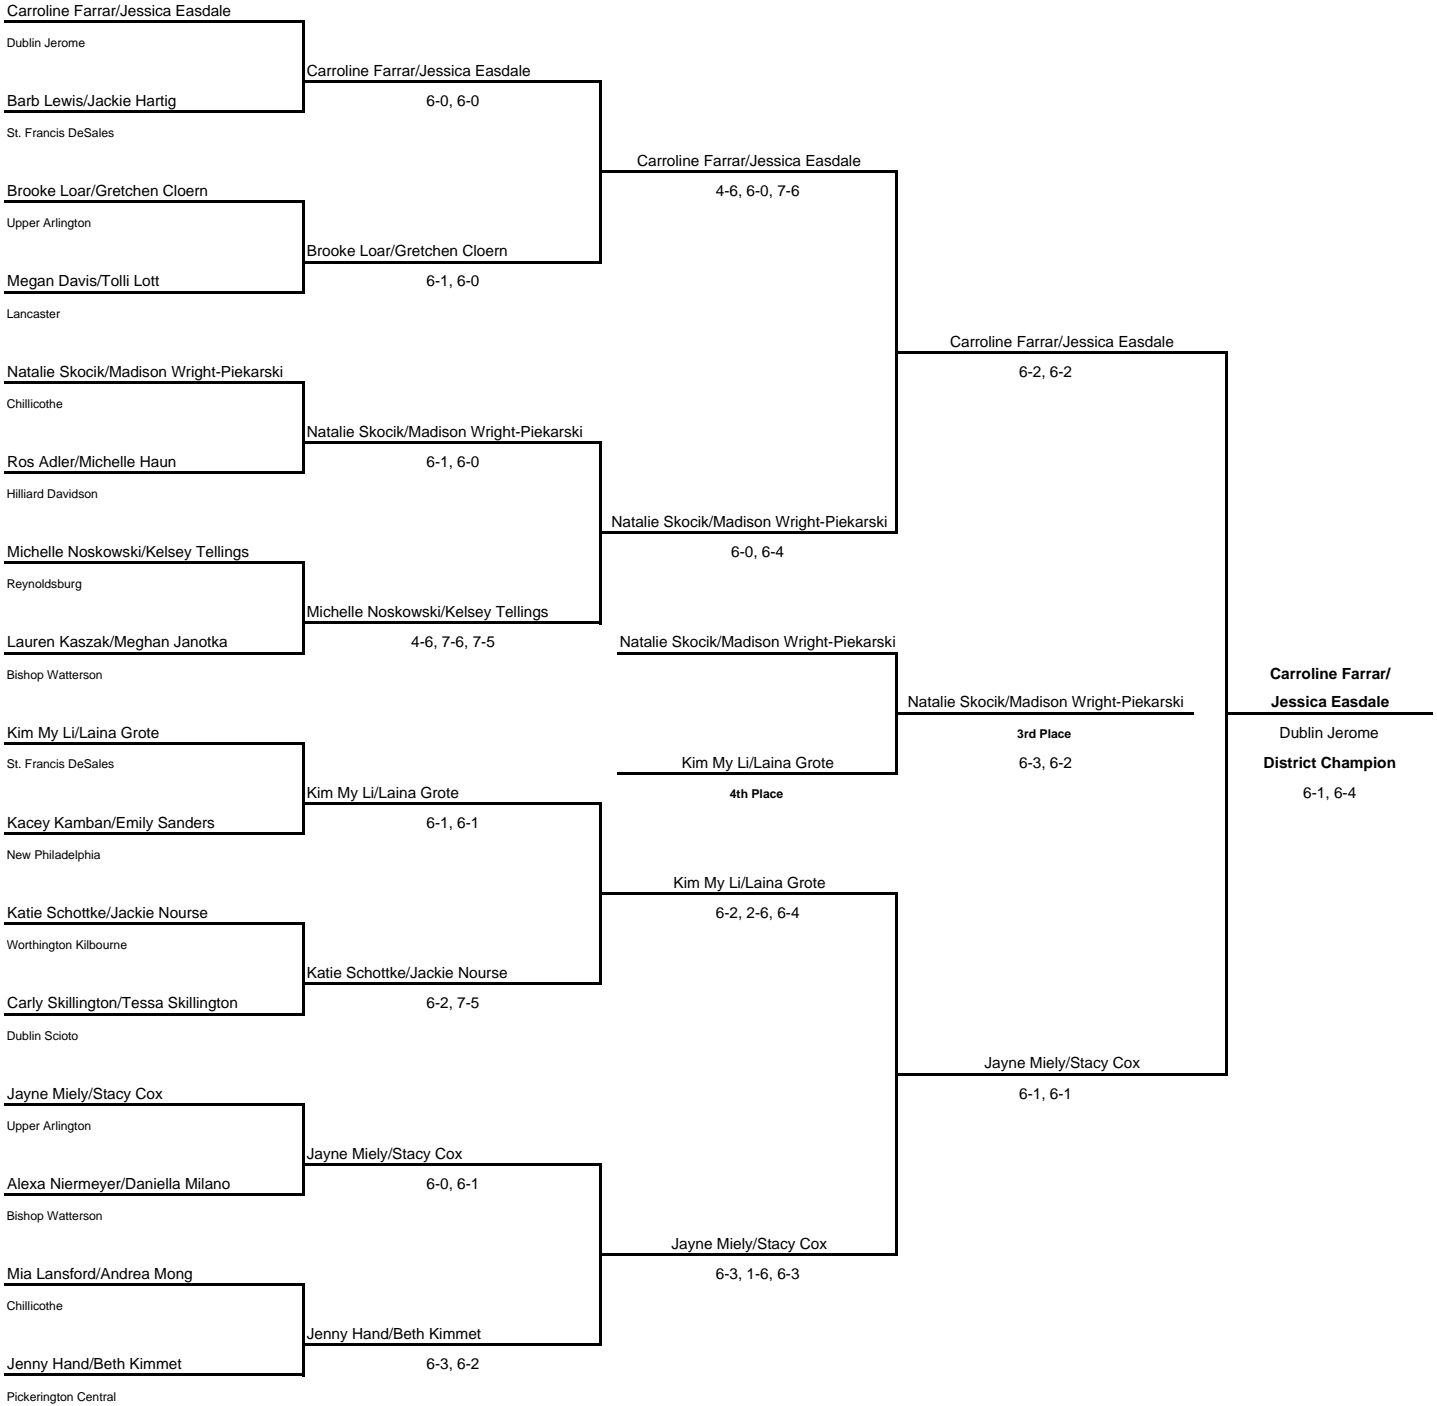 Carroline Farrar/Jessica Easdale
Dublin Jerome
Carroline Farrar/Jessica Easdale
Barb Lewis/Jackie Hartig
6-0, 6-0
St. Francis DeSales
Carroline Farrar/Jessica Easdale
Brooke Loar/Gretchen Cloern
4-6, 6-0, 7-6
Upper Arlington
Brooke Loar/Gretchen Cloern
Megan Davis/Tolli Lott
6-1, 6-0
Lancaster
Carroline Farrar/Jessica Easdale
Natalie Skocik/Madison Wright-Piekarski
6-2, 6-2
Chillicothe
Natalie Skocik/Madison Wright-Piekarski
Ros Adler/Michelle Haun
6-1, 6-0
Hilliard Davidson
Natalie Skocik/Madison Wright-Piekarski
Michelle Noskowski/Kelsey Tellings
6-0, 6-4
Reynoldsburg
Michelle Noskowski/Kelsey Tellings
Lauren Kaszak/Meghan Janotka
4-6, 7-6, 7-5
Natalie Skocik/Madison Wright-Piekarski
Bishop Watterson
Carroline Farrar/
Natalie Skocik/Madison Wright-Piekarski
Jessica Easdale
Kim My Li/Laina Grote
3rd Place
Dublin Jerome
St. Francis DeSales
Kim My Li/Laina Grote
6-3, 6-2
District Champion
Kim My Li/Laina Grote
4th Place
6-1, 6-4
Kacey Kamban/Emily Sanders
6-1, 6-1
New Philadelphia
Kim My Li/Laina Grote
Katie Schottke/Jackie Nourse
6-2, 2-6, 6-4
Worthington Kilbourne
Katie Schottke/Jackie Nourse
Carly Skillington/Tessa Skillington
6-2, 7-5
Dublin Scioto
Jayne Miely/Stacy Cox
Jayne Miely/Stacy Cox
6-1, 6-1
Upper Arlington
Jayne Miely/Stacy Cox
Alexa Niermeyer/Daniella Milano
6-0, 6-1
Bishop Watterson
Jayne Miely/Stacy Cox
Mia Lansford/Andrea Mong
6-3, 1-6, 6-3
Chillicothe
Jenny Hand/Beth Kimmet
Jenny Hand/Beth Kimmet
6-3, 6-2
Pickerington Central